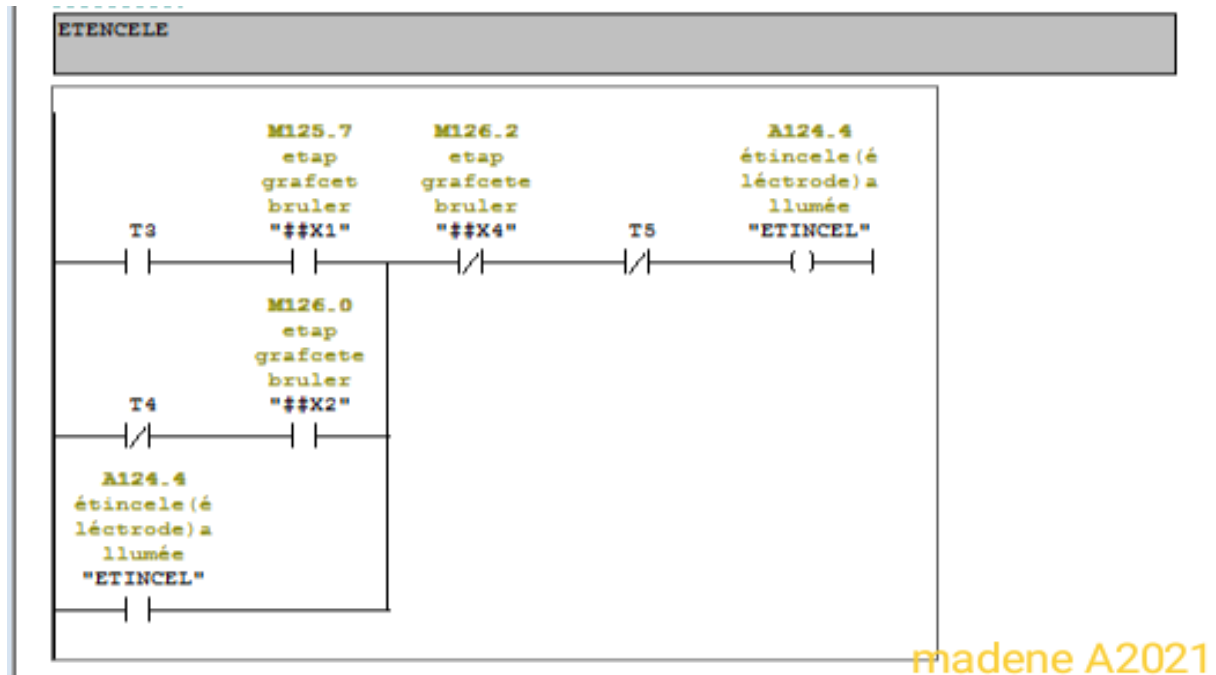 ETENCELE
M125.7
etap
grafcet
bruler
"##X1"
M126.2
etap
grafcete
bruler
"##X4"
A124.4
étincele(é
léctrode)a
llumée
"ETINCEL"
T3
T5
M126.0
etap
grafcete
bruler
"##X2"
T4
A124.4
étincele(é
léctrode)a
llumée
"ETINCEL"
madene A2021